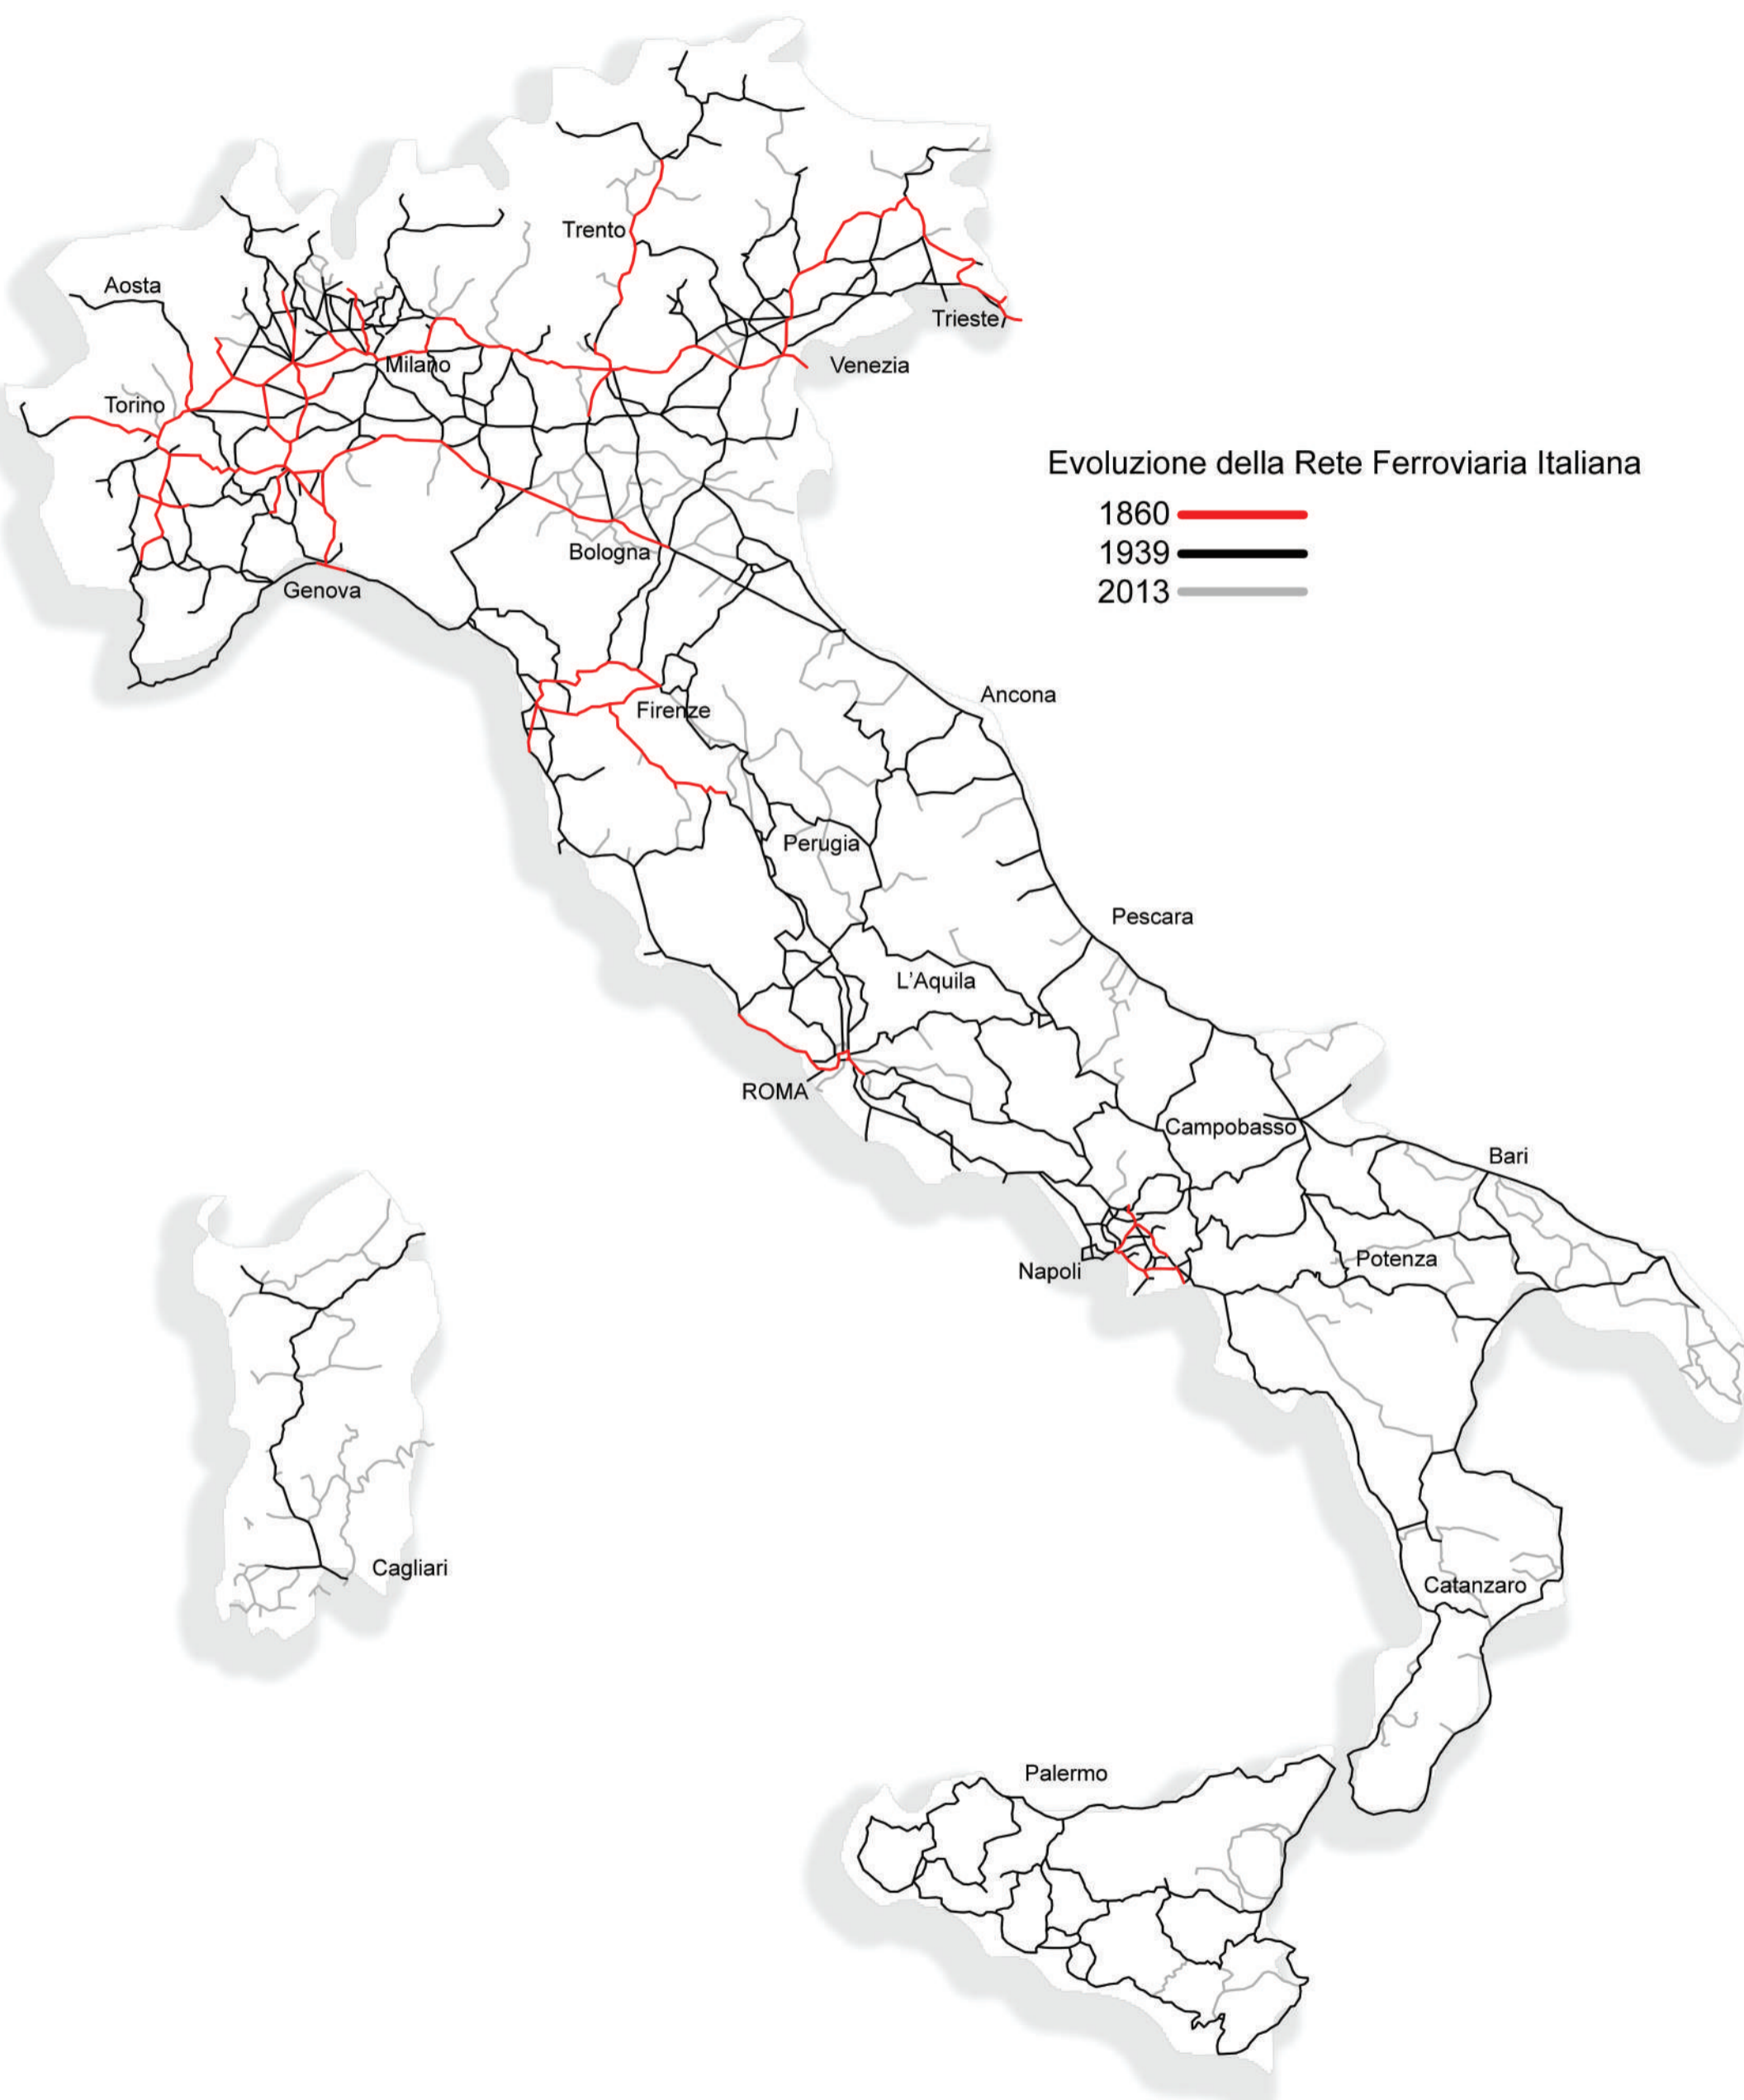 Trento
Aosta
Trieste
Milano
Venezia
Torino
Evoluzione della Rete Ferroviaria Italiana
1860
1939
2013
Bologna
Genova
Ancona
Firenze
Perugia
Pescara
L'Aquila
ROMA
Campobasso
Bari
Napoli
Potenza
Cagliari
Catanzaro
Palermo